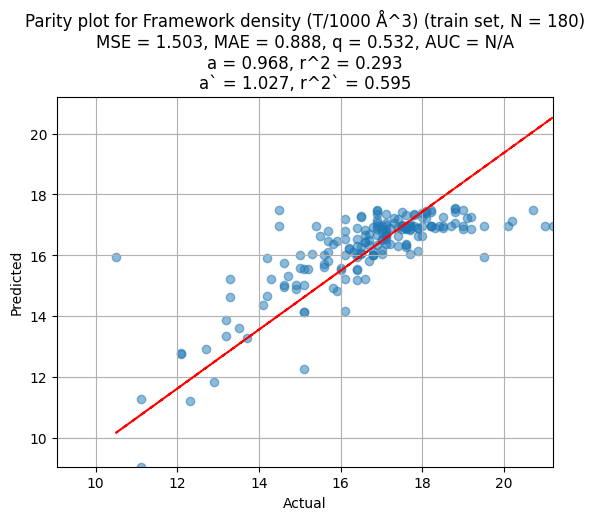 Parity plot for Framework density (T/1000 Å^3) (train set, N = 180)
MSE = 1.503, MAE = 0.888, q = 0.532, AUC = N/A
a = 0.968, r^2 = 0.293
a` = 1.027, r^2` = 0.595
20
18
16
14
12
10
Predicted
10 12 14 16 18 20
Actual